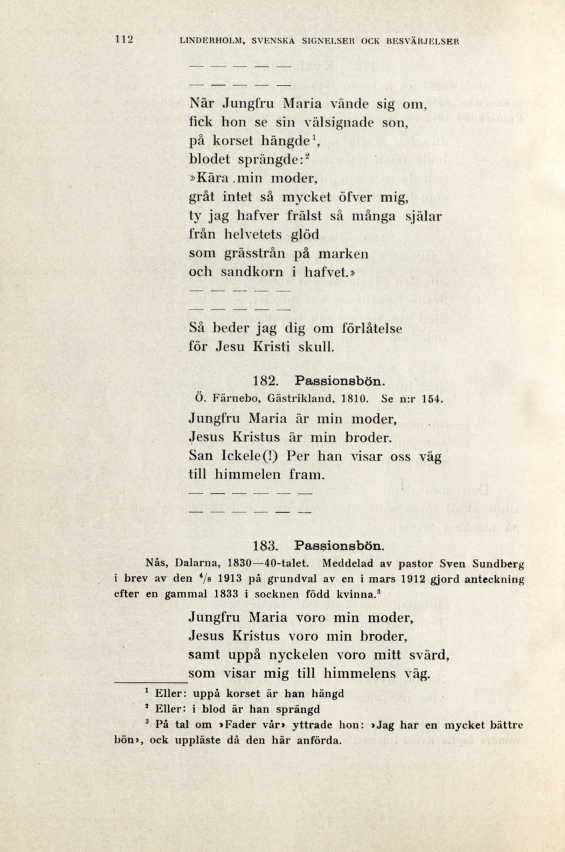 112 LINDERHOLM, SVENSKA SIGNELSER OCK BESVÄRJELSER
— — — — —
— — — — —
När Jungfru Maria vände sig om,
fick hon se sin välsignade son,
på korset hängde¹,
blodet sprängde:²
»Kära min moder,
gråt intet så mycket öfver mig,
ty jag hafver frälst så många själar
från helvetets glöd
som grässtrån på marken
och sandkorn i hafvet.»
— — — — —
— — — — —
Så beder jag dig om förlåtelse
för Jesu Kristi skull.
182. Passionsbön.
Ö. Färnebo, Gästrikland, 1810. Se n:r 154.
Jungfru Maria är min moder,
Jesus Kristus är min broder.
San Ickele(!) Per han visar oss väg
till himmelen fram.
— — — — — —
— — — — — —
183. Passionsbön.
Nås, Dalarna, 1830—40-talet. Meddelad av pastor Sven Sundberg
i brev av den ⁴/₈ 1913 på grundval av en i mars 1912 gjord anteckning
efter en gammal 1833 i socknen född kvinna.³
Jungfru Maria voro min moder,
Jesus Kristus voro min broder,
samt uppå nyckelen voro mitt svärd,
som visar mig till himmelens väg.
¹ Eller: uppå korset är han hängd
² Eller: i blod är han sprängd
³ På tal om »Fader vår» yttrade hon: »Jag har en mycket bättre
bön», ock uppläste då den här anförda.